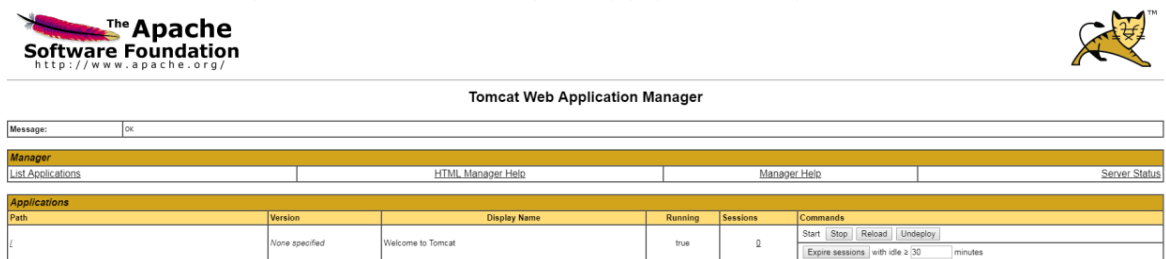 The Apache
Software Foundation
http://www.apache.org/
TM
Tomcat Web Application Manager
Message: OK
Manager
List Applications HTML Manager Help Manager Help Server Status
Applications
Path Version Display Name Running Sessions Commands
/ None specified Welcome to Tomcat true 0 Start Stop Reload Undeploy
Expire sessions with idle ≥ 30 minutes